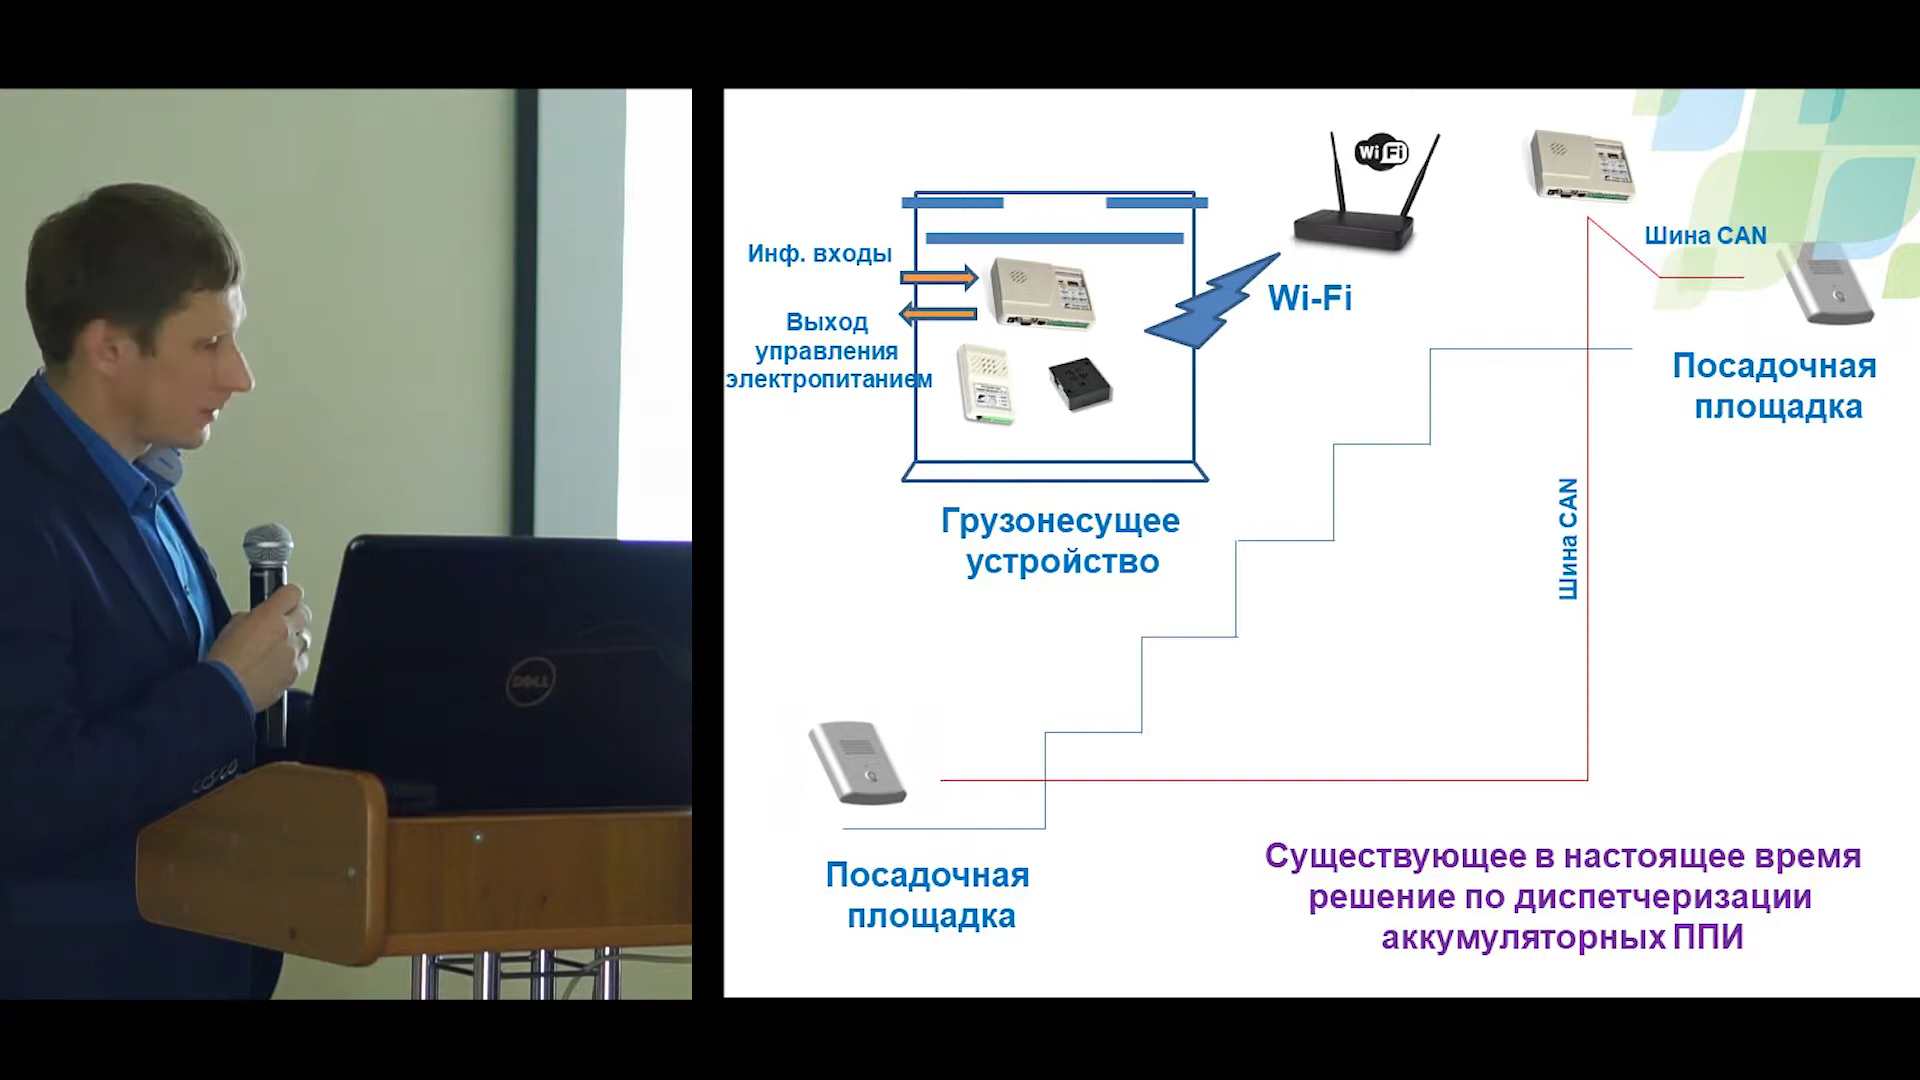 DELL
Wi Fi
Шина CAN
Инф. входы
Выход
управления
электропитанием
Wi-Fi
Посадочная
площадка
Грузонесущее
устройство
Шина CAN
Посадочная
площадка
Существующее в настоящее время
решение по диспетчеризации
аккумуляторных ППИ